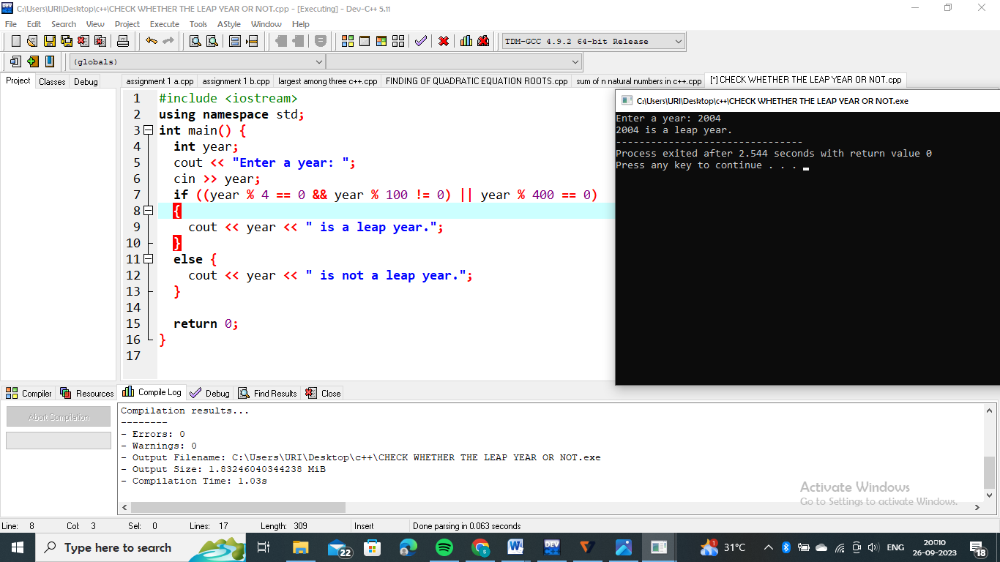 C:\Users\URI\Desktop\c++\CHECK WHETHER THE LEAP YEAR OR NOT.cpp - [Executing] - Dev-C++ 5.11
File Edit Search View Project Execute Tools AStyle Window Help
TDM-GCC 4.9.2 64-bit Release
(globals)
Project Classes Debug
assignment 1 a.cpp assignment 1 b.cpp largest among three c++.cpp FINDING OF QUADRATIC EQUATION ROOTS.cpp sum of n natural numbers in c++.cpp [*] CHECK WHETHER THE LEAP YEAR OR NOT.cpp
1 #include <iostream>
2 using namespace std;
3 int main() {
4 int year;
5 cout << "Enter a year: ";
6 cin >> year;
7 if ((year % 4 == 0 && year % 100 != 0) || year % 400 == 0)
8 {
9 cout << year << " is a leap year.";
10 }
11 else {
12 cout << year << " is not a leap year.";
13 }
14
15 return 0;
16 }
17
C:\Users\URI\Desktop\c++\CHECK WHETHER THE LEAP YEAR OR NOT.exe
Enter a year: 2004
2004 is a leap year.
--------------------------------
Process exited after 2.544 seconds with return value 0
Press any key to continue . . .
Compiler Resources Compile Log Debug Find Results Close
Abort Compilation
Compilation results...
--------
- Errors: 0
- Warnings: 0
- Output Filename: C:\Users\URI\Desktop\c++\CHECK WHETHER THE LEAP YEAR OR NOT.exe
- Output Size: 1.83246040344238 MiB
- Compilation Time: 1.03s
Activate Windows
Go to Settings to activate Windows.
Line: 8 Col: 3 Sel: 0 Lines: 17 Length: 309 Insert Done parsing in 0.063 seconds
Type here to search
22
DEV
1
31°C
ENG
20:10
26-09-2023
18